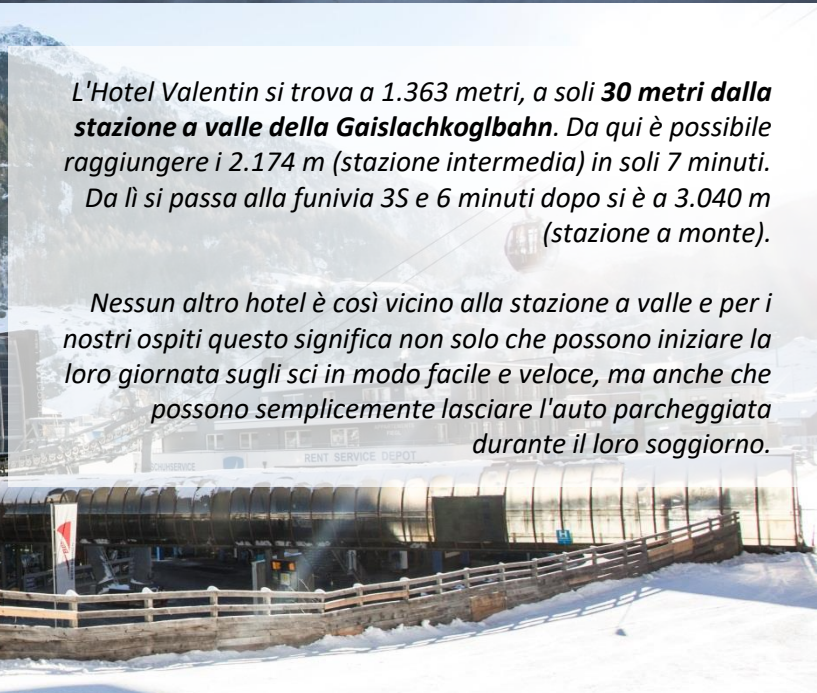 L'Hotel Valentin si trova a 1.363 metri, a soli 30 metri dalla
stazione a valle della Gaislachkoglbahn. Da qui è possibile
raggiungere i 2.174 m (stazione intermedia) in soli 7 minuti.
Da lì si passa alla funivia 3S e 6 minuti dopo si è a 3.040 m
(stazione a monte).
Nessun altro hotel è così vicino alla stazione a valle e per i
nostri ospiti questo significa non solo che possono iniziare la
loro giornata sugli sci in modo facile e veloce, ma anche che
possono semplicemente lasciare l'auto parcheggiata
durante il loro soggiorno.
SCHUHSERVICE
RENT SERVICE DEPOT